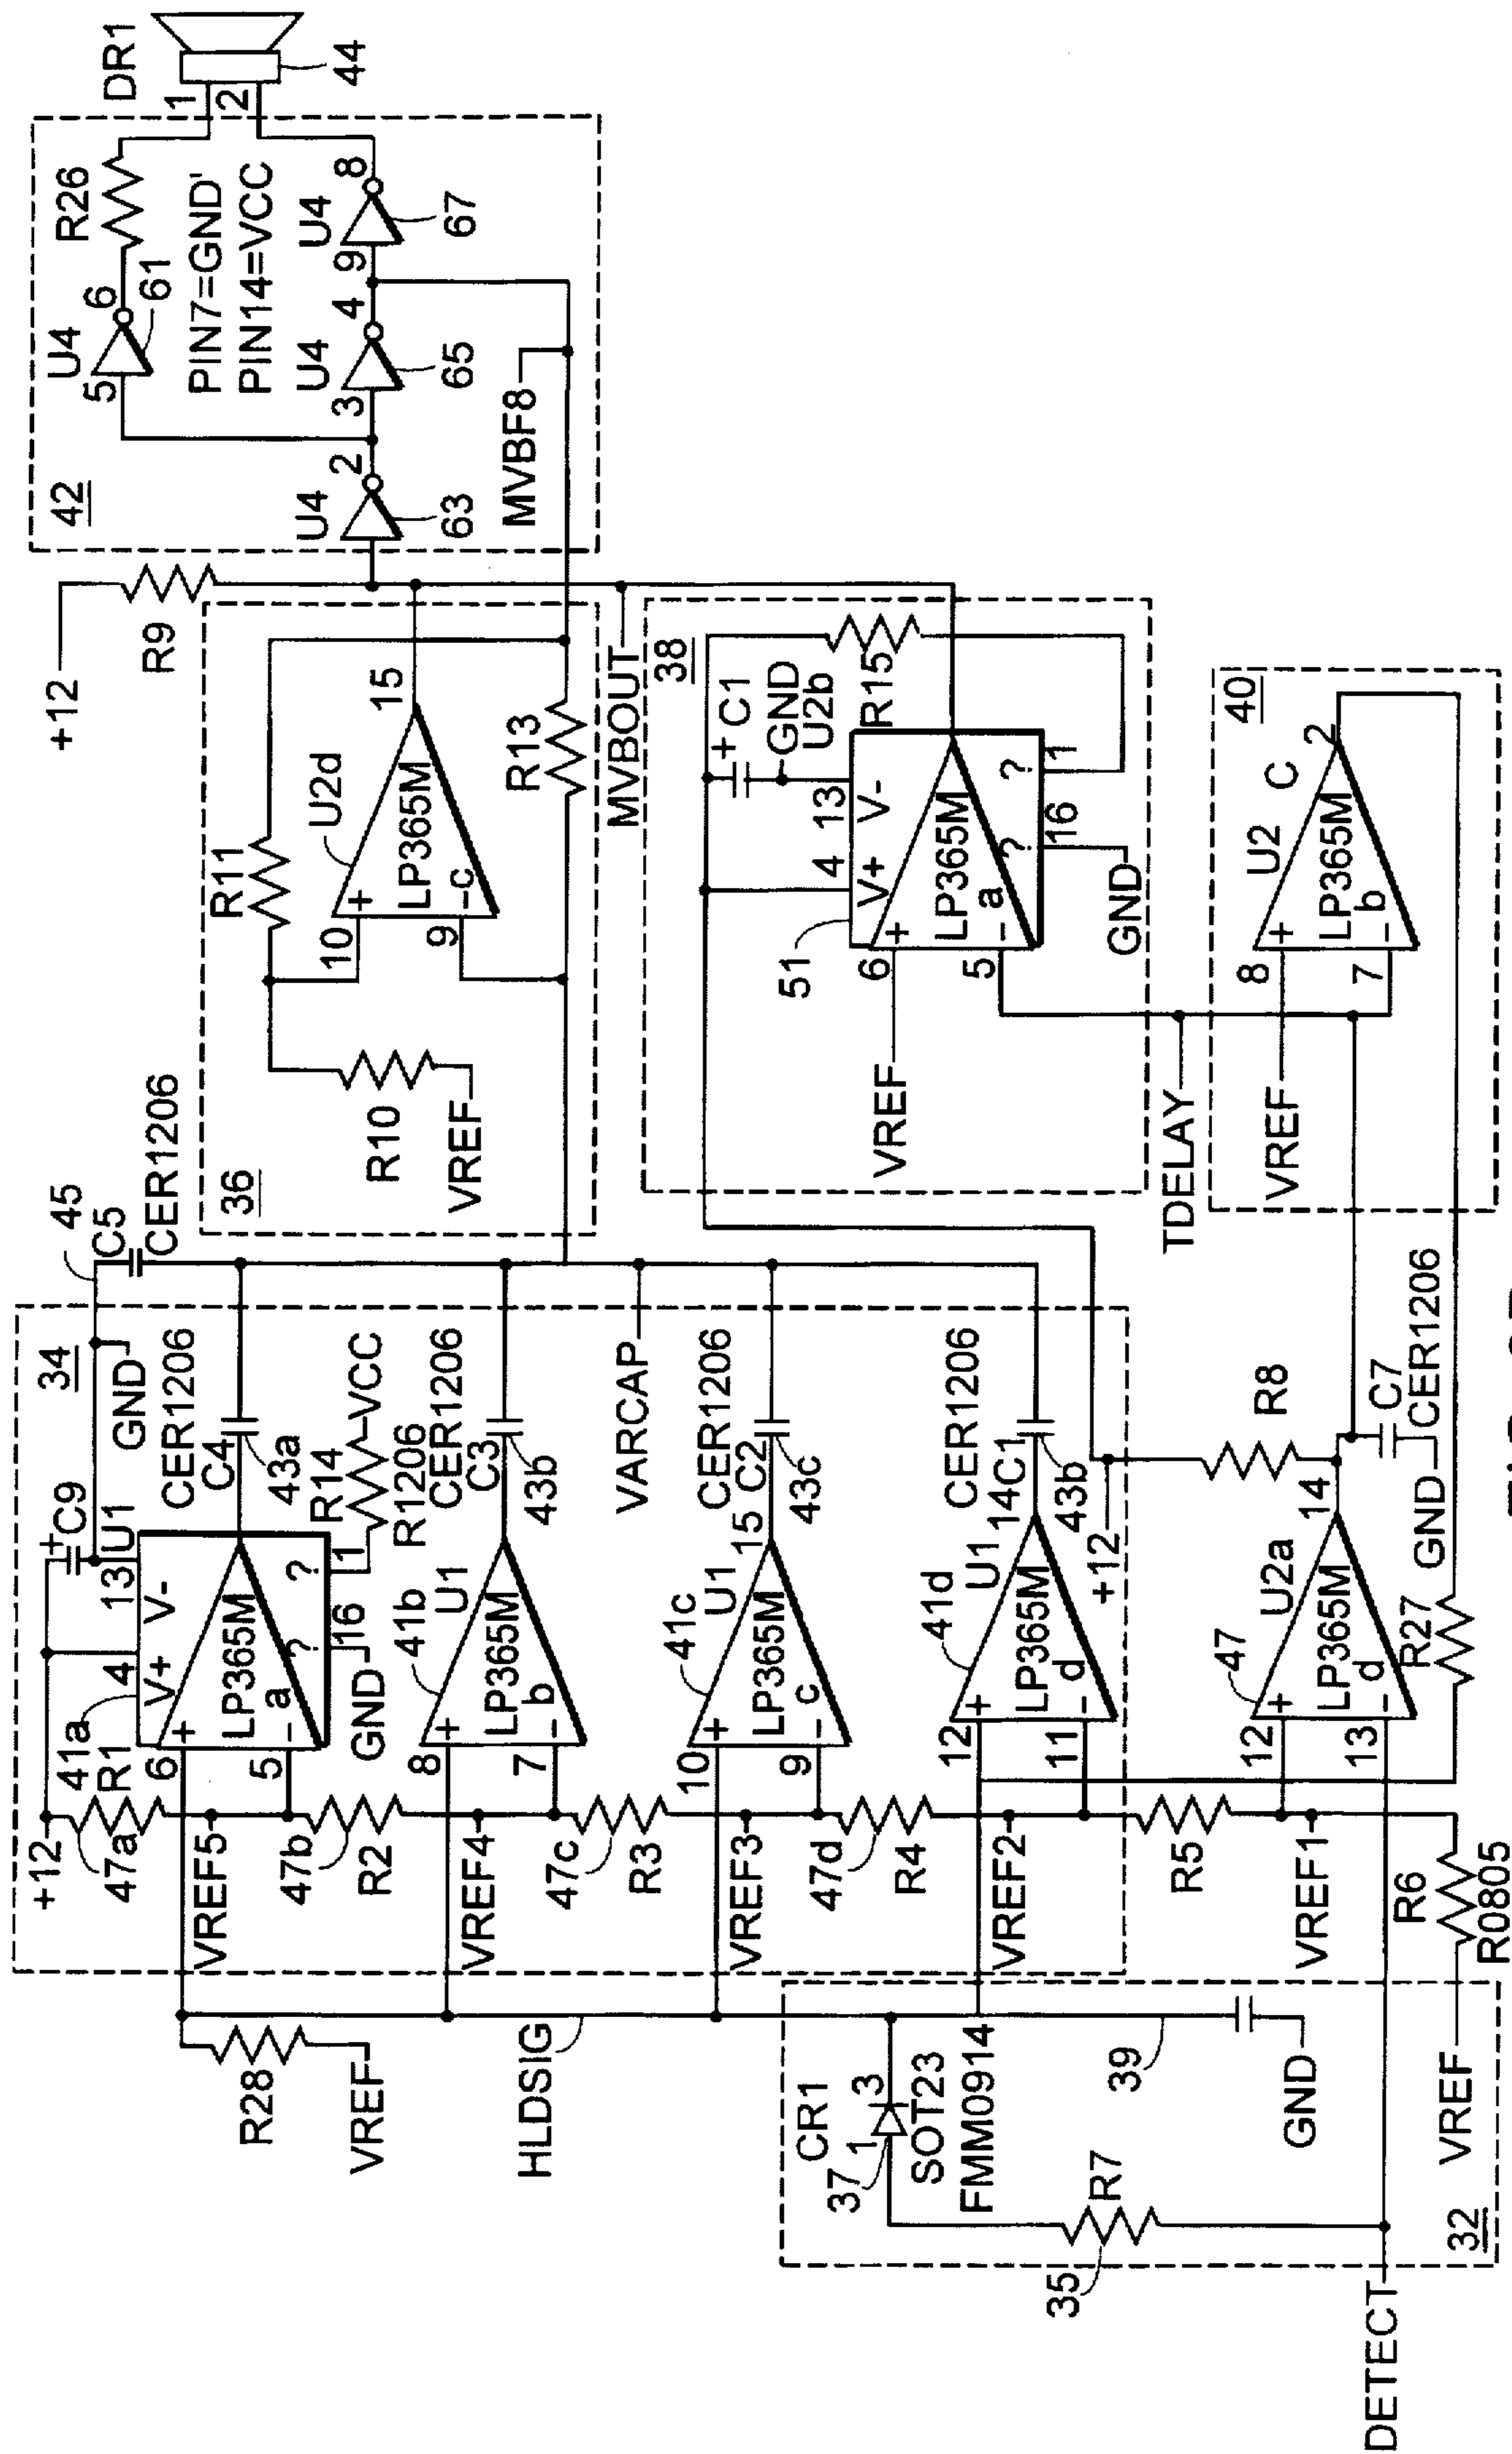 +12
47a
R1
41a
4
V+
V-
13
C9
U1
6
+
LP365M
a
5
-
?
?
16
1
GND
R14
R1206
VCC
C4
CER1206
43a
34
GND
45
C5
CER1206
VREF5
47b
R2
41b
U1
8
+
LP365M
b
7
-
C3
CER1206
43b
VREF4
47c
R3
VARCAP
41c
U1
10
+
LP365M
c
9
-
15
C2
CER1206
43c
VREF3
47d
R4
41d
U1
12
+
LP365M
d
11
-
14
C1
CER1206
43b
VREF2
R5
+12
R8
47
U2a
12
+
LP365M
d
13
-
14
C7
CER1206
GND
R27
VREF1
R6
R0805
VREF
R28
VREF
HLDSIG
CR1
37
1
3
SOT23
FMM0914
39
GND
R7
35
32
DETECT
36
R10
VREF
R11
U2d
10
+
LP365M
c
9
-
15
R13
+12
R9
MVBOUT
38
C1
+
GND
U2b
R15
51
4
V+
13
V-
6
+
LP365M
a
5
-
?
?
16
1
GND
VREF
TDELAY
40
U2
C
8
+
LP365M
b
7
-
2
VREF
42
U4
63
2
U4
5
6
61
R26
PIN7=GND'
PIN14=VCC
U4
3
4
65
U4
9
8
67
MVBF8
DR1
1
2
44